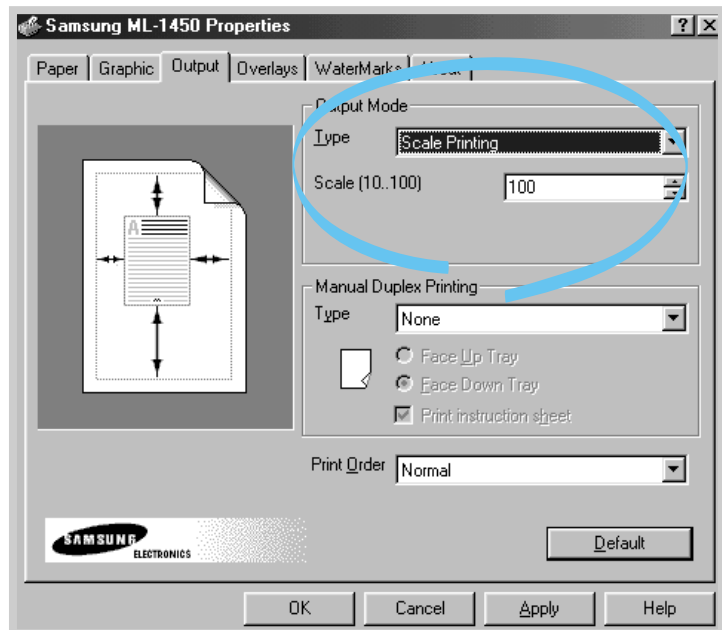 Samsung ML-1450 Properties
Paper Graphic Output Overlays WaterMarks
Output Mode
Type Scale Printing
Scale (10..100) 100
A
Manual Duplex Printing
Type None
Face Up Tray
Face Down Tray
Print instruction sheet
Print Order Normal
SAMSUNG
ELECTRONICS
Default
OK Cancel Apply Help